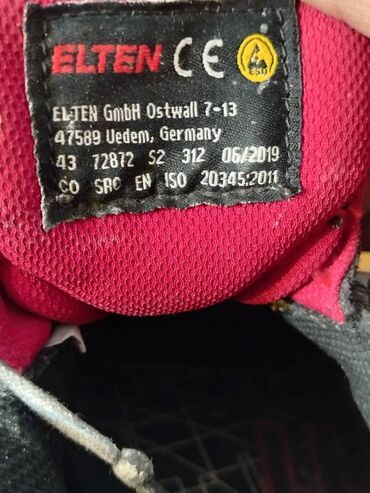 ELTEN CE ESD
ELTEN GmbH Ostwall 7-13
47589 Uedem, Germany
43 72872 S2 312 06/2019
CO SRC EN ISO 20345:2011